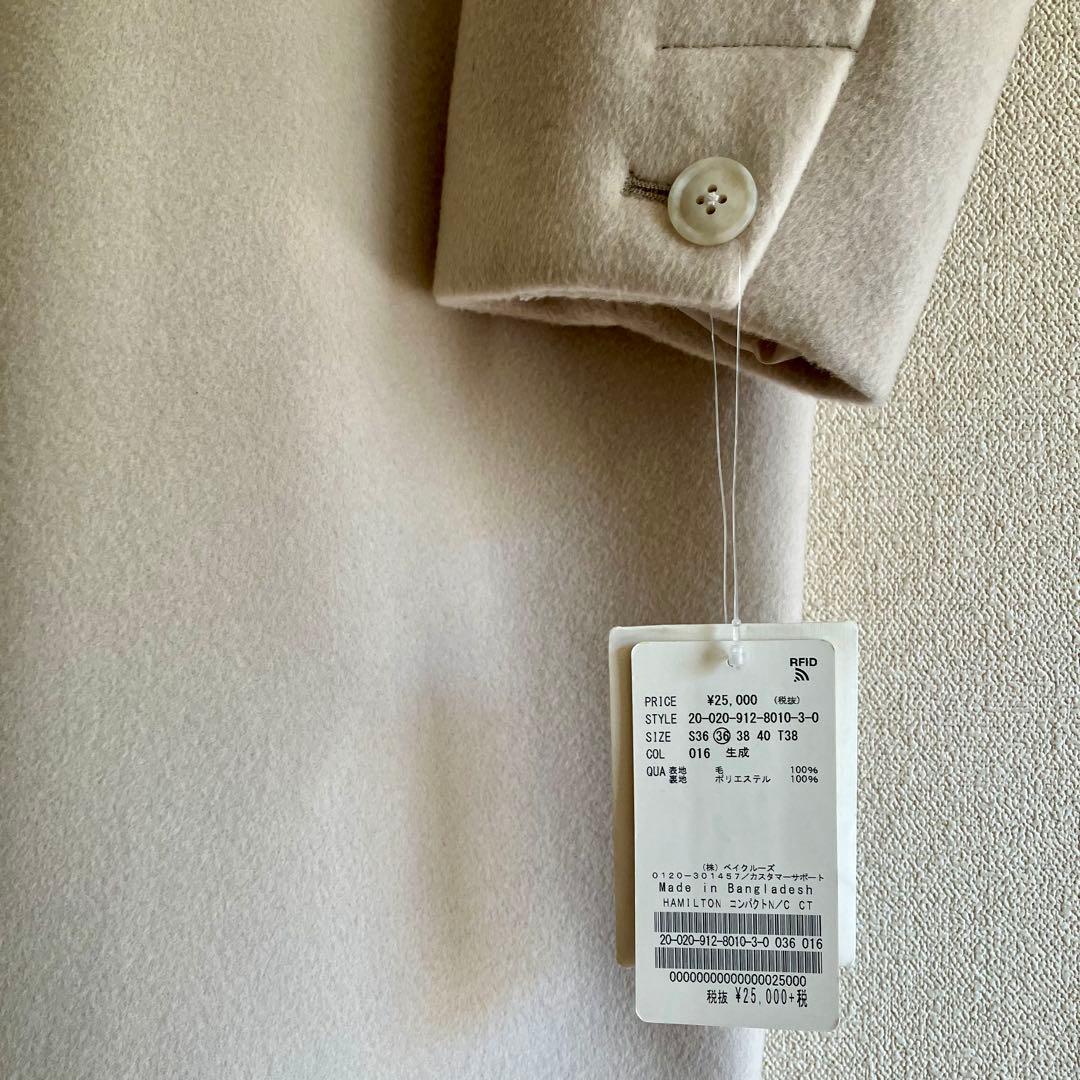 RFID
PRICE ¥25,000 (税抜)
STYLE 20-020-912-8010-3-0
SIZE S36 36 38 40 T38
COL 016 生成
QUA 表地 毛 100%
裏地 ポリエステル 100%
(株) ベイクルーズ
0120-301457/カスタマーサポート
Made in Bangladesh
HAMILTON コンパクトN/C CT
20-020-912-8010-3-0 036 016
00000000000000025000
税抜 ¥25,000+税